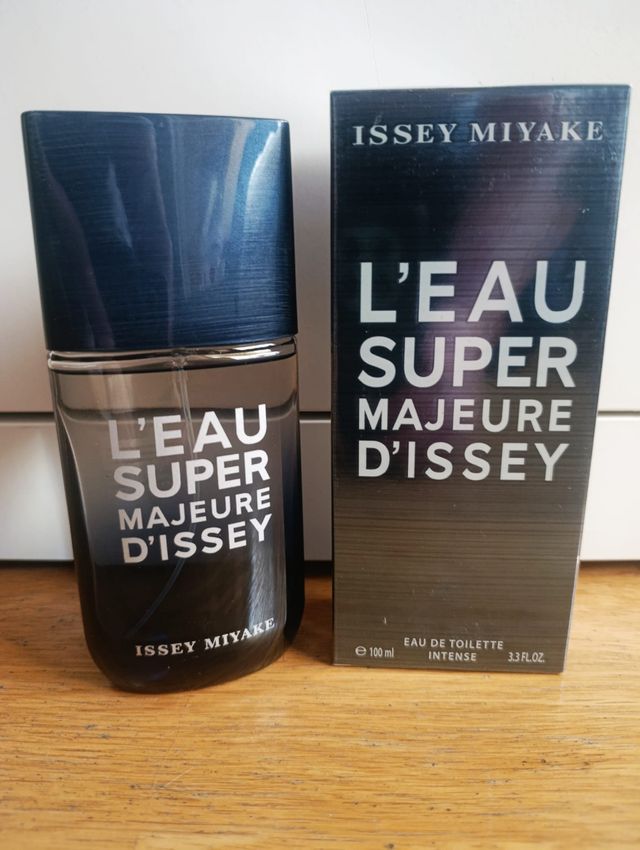 L'EAU
SUPER
MAJEURE
D'ISSEY
ISSEY MIYAKE
ISSEY MIYAKE
L'EAU
SUPER
MAJEURE
D'ISSEY
EAU DE TOILETTE
INTENSE
℮ 100 ml
3.3 FL.OZ.